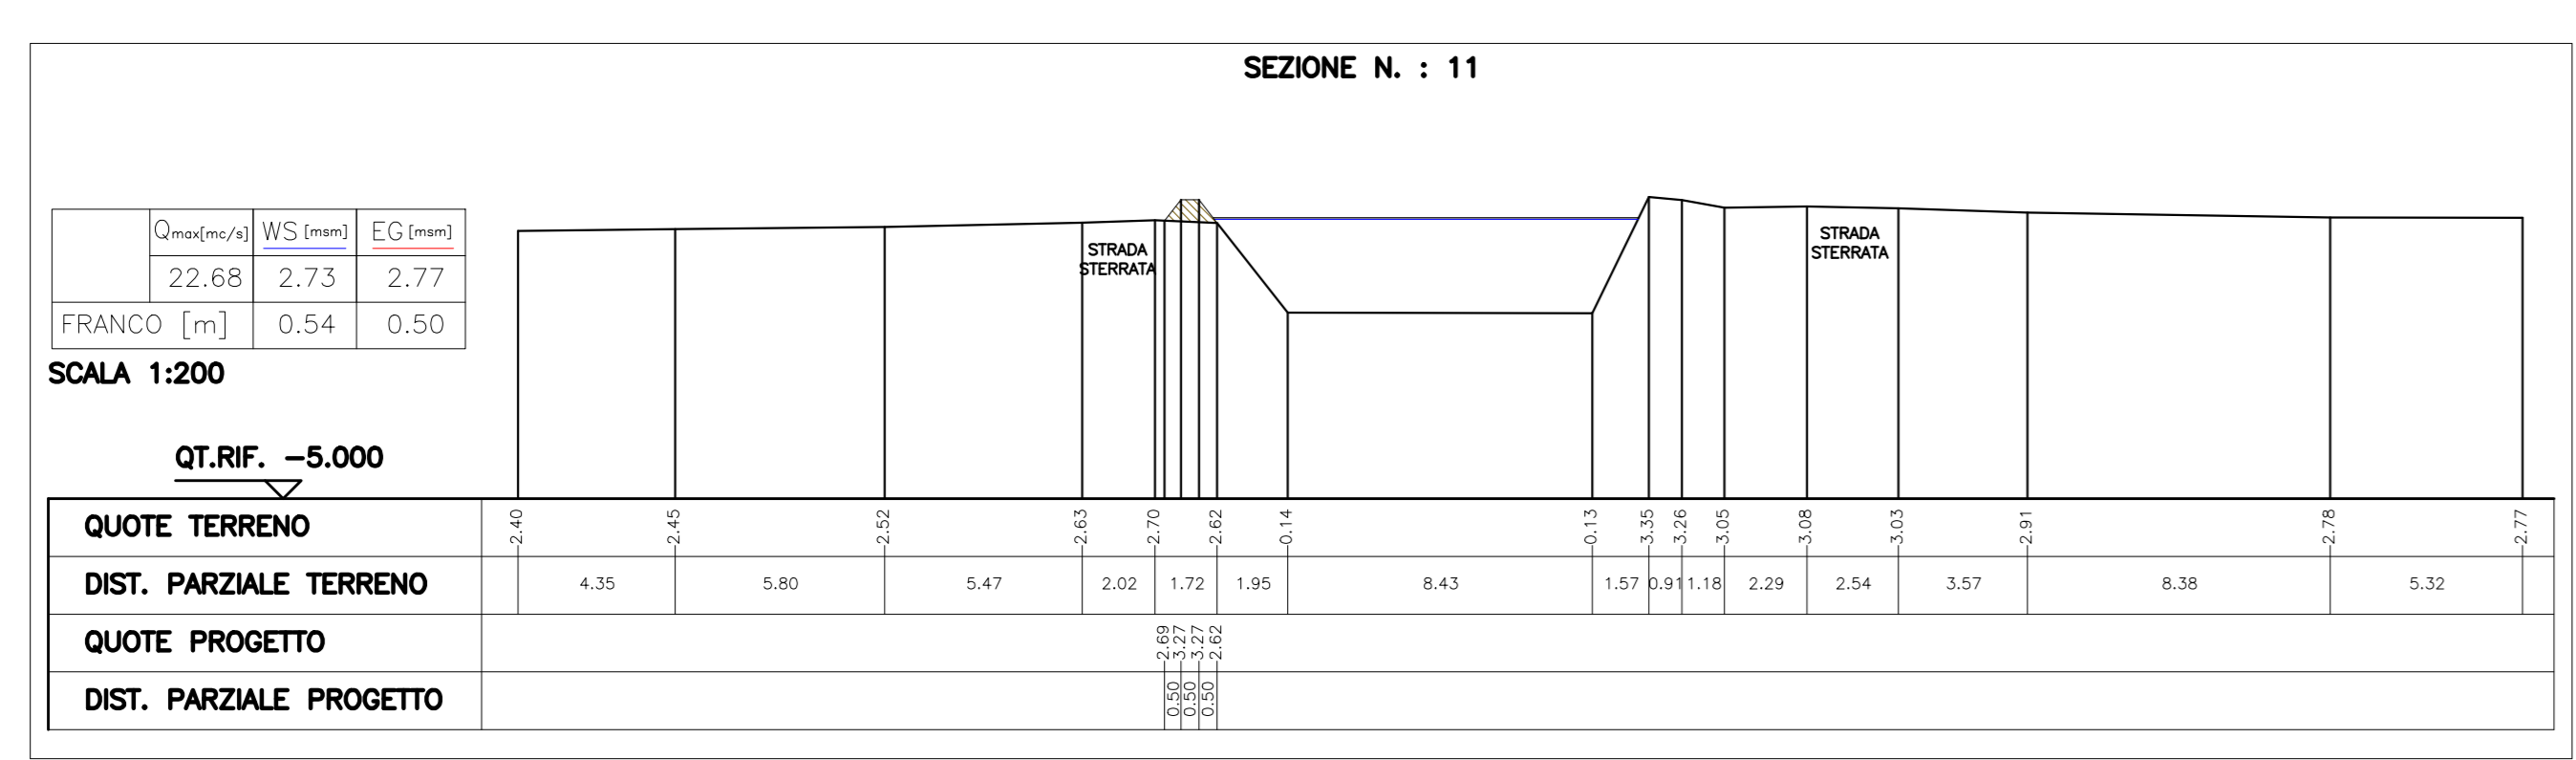 SEZIONE N. : 11
Qmax[mc/s] WS [msm] EG [msm]
22.68 2.73 2.77
FRANCO [m] 0.54 0.50
SCALA 1:200
STRADA
STERRATA
STRADA
STERRATA
QT.RIF. -5.000
QUOTE TERRENO 2.40 2.45 2.52 2.63 2.70 2.62 0.14 0.13 3.35 3.26 3.05 3.08 3.03 2.91 2.78 2.77
DIST. PARZIALE TERRENO 4.35 5.80 5.47 2.02 1.72 1.95 8.43 1.57 0.91 1.18 2.29 2.54 3.57 8.38 5.32
QUOTE PROGETTO 2.69 3.27 3.27 2.62
DIST. PARZIALE PROGETTO 0.50 0.50 0.50